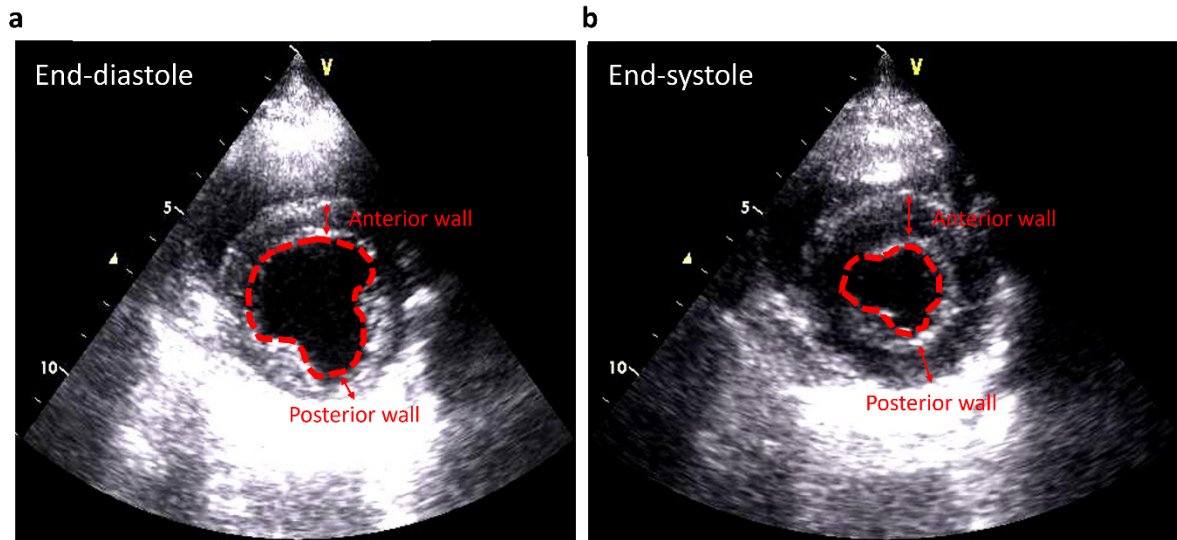 a
b
V
End-diastole
5
Anterior wall
10
Posterior wall
V
End-systole
5
Anterior wall
10
Posterior wall